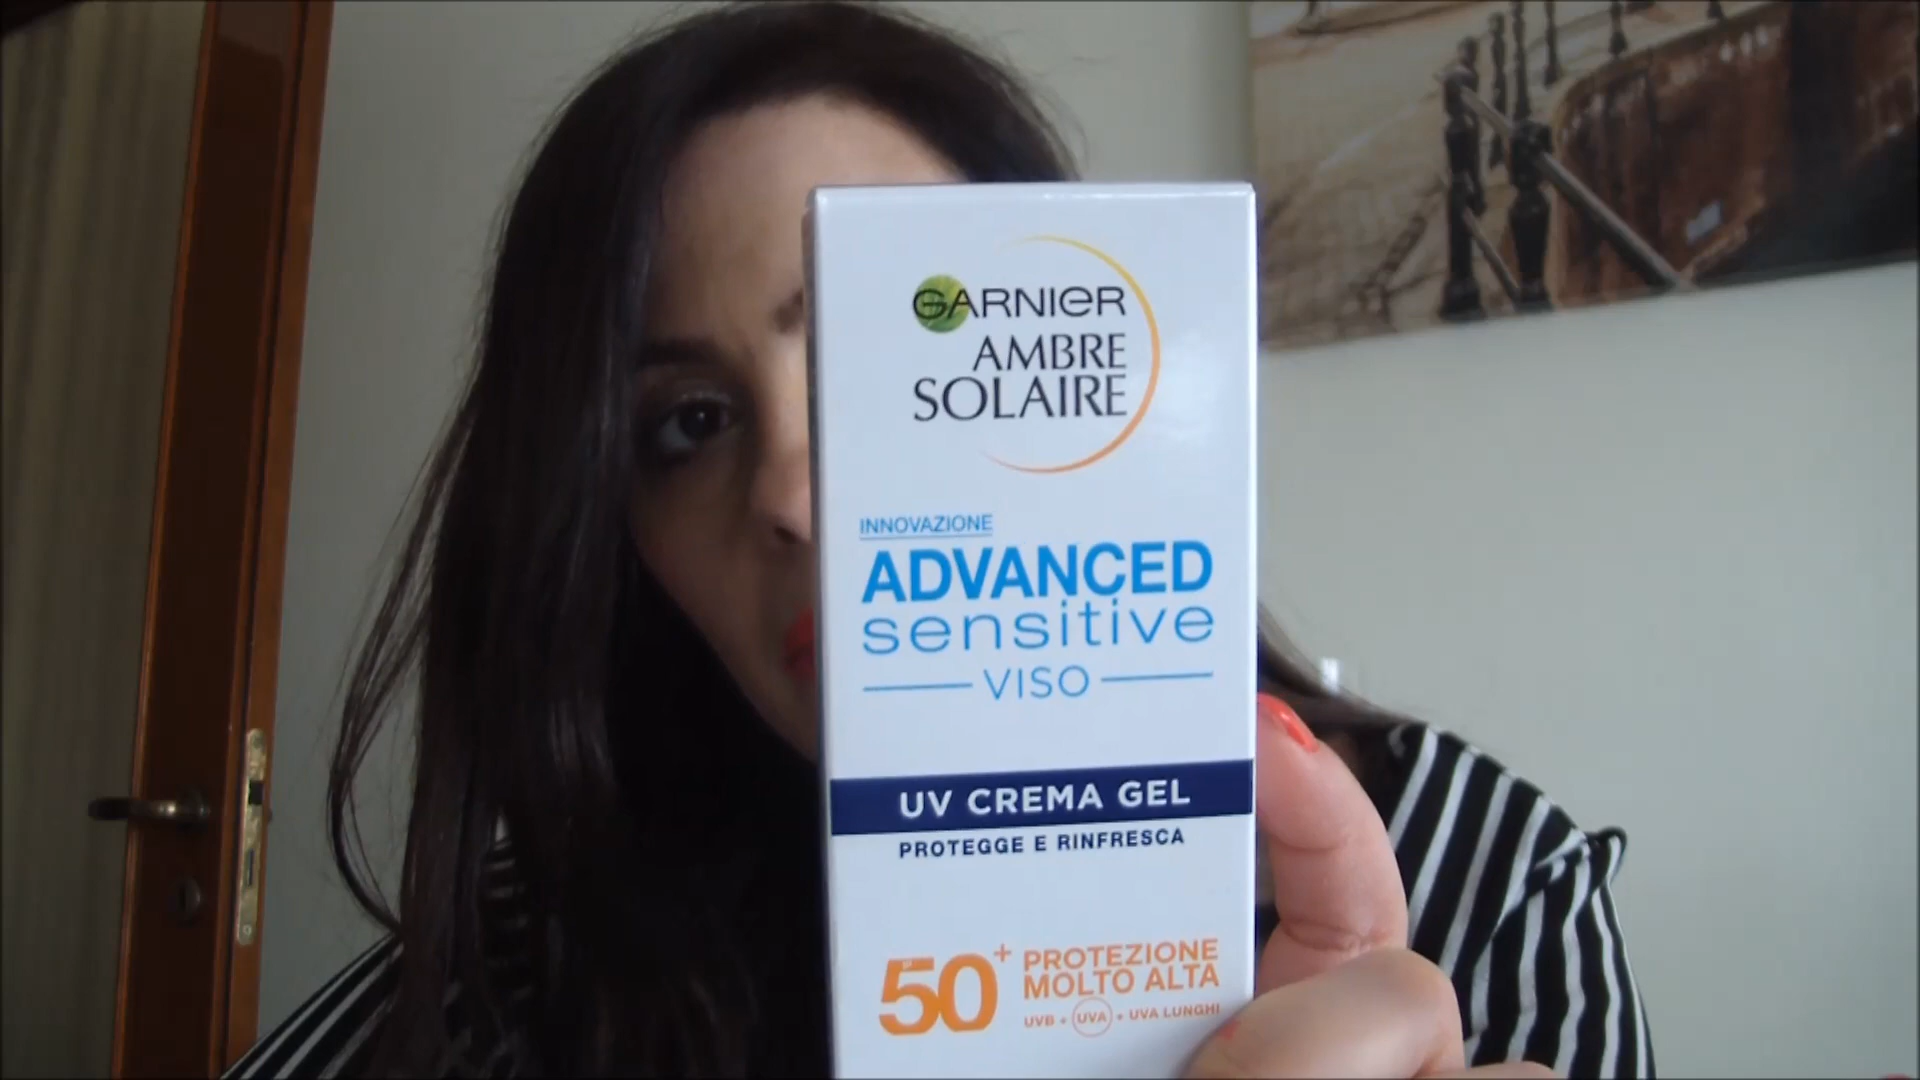 GARNIER
AMBRE
SOLAIRE
INNOVAZIONE
ADVANCED
sensitive
VISO
UV CREMA GEL
PROTEGGE E RINFRESCA
50+ PROTEZIONE
MOLTO ALTA
UVB + UVA + UVA LUNGHI